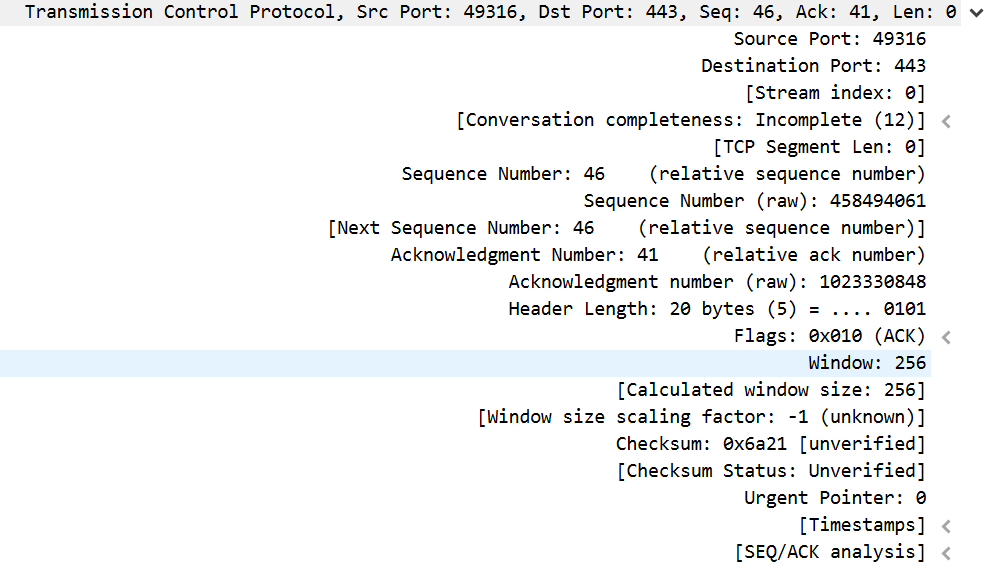 Transmission Control Protocol, Src Port: 49316, Dst Port: 443, Seq: 46, Ack: 41, Len: 0
Source Port: 49316
Destination Port: 443
[Stream index: 0]
[Conversation completeness: Incomplete (12)]
[TCP Segment Len: 0]
Sequence Number: 46    (relative sequence number)
Sequence Number (raw): 458494061
[Next Sequence Number: 46    (relative sequence number)]
Acknowledgment Number: 41    (relative ack number)
Acknowledgment number (raw): 1023330848
Header Length: 20 bytes (5) = .... 0101
Flags: 0x010 (ACK)
Window: 256
[Calculated window size: 256]
[Window size scaling factor: -1 (unknown)]
Checksum: 0x6a21 [unverified]
[Checksum Status: Unverified]
Urgent Pointer: 0
[Timestamps]
[SEQ/ACK analysis]